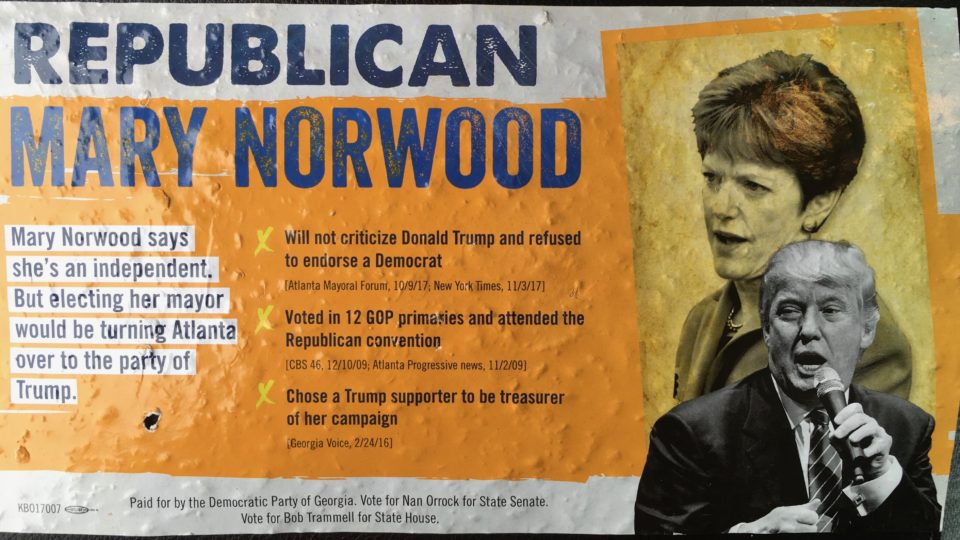 REPUBLICAN
MARY NORWOOD
Mary Norwood says
she's an independent.
But electing her mayor
would be turning Atlanta
over to the party of
Trump.
✗ Will not criticize Donald Trump and refused
to endorse a Democrat
[Atlanta Mayoral Forum, 10/9/17; New York Times, 11/3/17]
✗ Voted in 12 GOP primaries and attended the
Republican convention
[CBS 46, 12/10/09; Atlanta Progressive news, 11/2/09]
✗ Chose a Trump supporter to be treasurer
of her campaign
[Georgia Voice, 2/24/16]
KBO17007
Paid for by the Democratic Party of Georgia. Vote for Nan Orrock for State Senate.
Vote for Bob Trammell for State House.